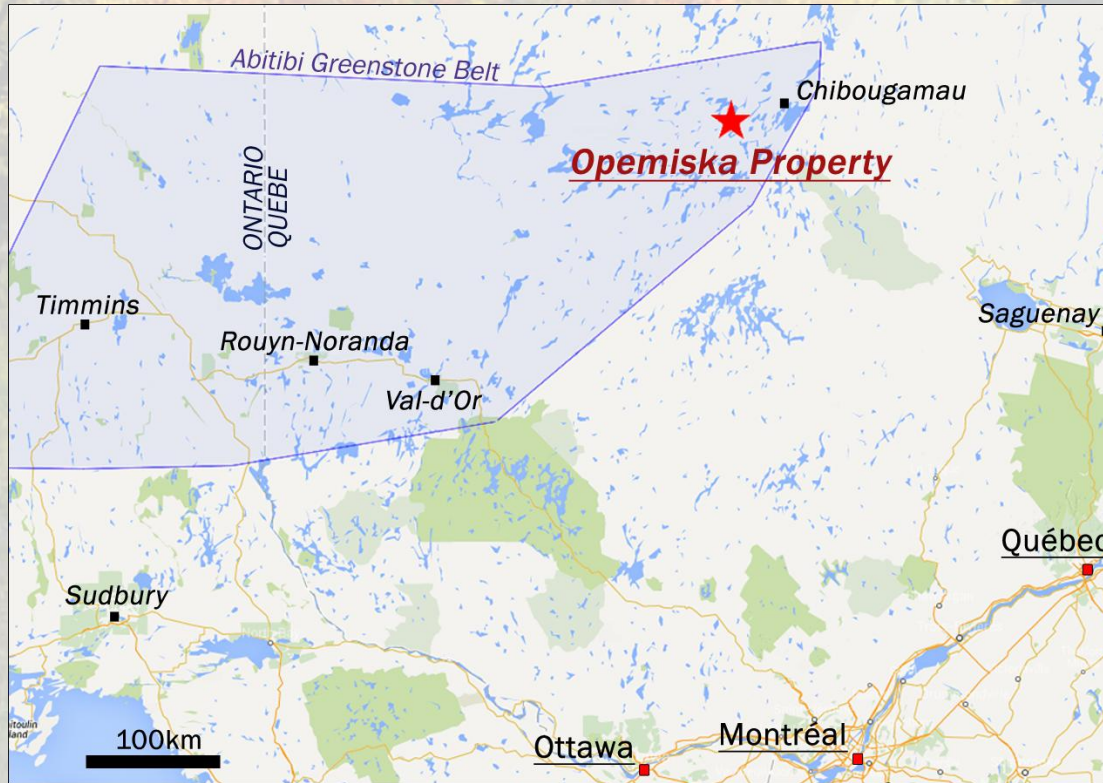 Abitibi Greenstone Belt
Chibougamau
Opemiska Property
ONTARIO
QUEBE
Saguenay
Timmins
Rouyn-Noranda
Val-d'Or
Québec
Sudbury
100km
Ottawa
Montréal